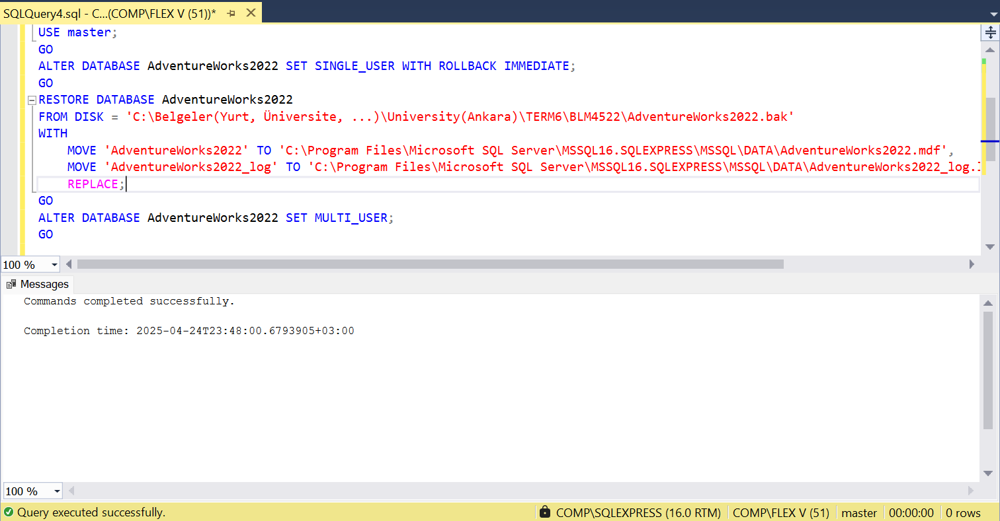 SQLQuery4.sql - C...(COMP\FLEX V (51))*
USE master;
GO
ALTER DATABASE AdventureWorks2022 SET SINGLE_USER WITH ROLLBACK IMMEDIATE;
GO
RESTORE DATABASE AdventureWorks2022
FROM DISK = 'C:\Belgeler(Yurt, Üniversite, ...)\University(Ankara)\TERM6\BLM4522\AdventureWorks2022.bak'
WITH
MOVE 'AdventureWorks2022' TO 'C:\Program Files\Microsoft SQL Server\MSSQL16.SQLEXPRESS\MSSQL\DATA\AdventureWorks2022.mdf',
MOVE 'AdventureWorks2022_log' TO 'C:\Program Files\Microsoft SQL Server\MSSQL16.SQLEXPRESS\MSSQL\DATA\AdventureWorks2022_log.
REPLACE;
GO
ALTER DATABASE AdventureWorks2022 SET MULTI_USER;
GO
100 %
Messages
Commands completed successfully.
Completion time: 2025-04-24T23:48:00.6793905+03:00
100 %
Query executed successfully.
COMP\SQLEXPRESS (16.0 RTM)
COMP\FLEX V (51)
master
00:00:00
0 rows